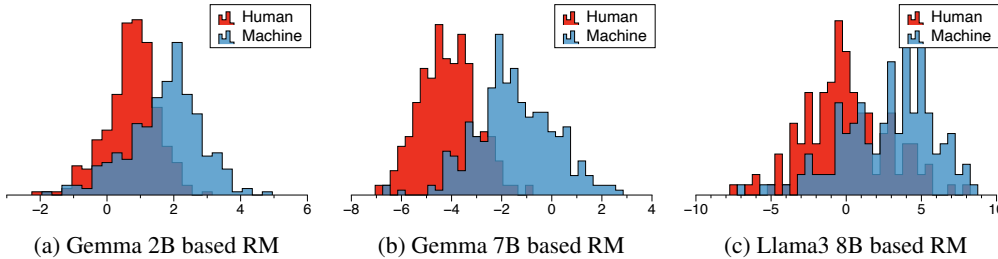 Human
Machine
−2
0
2
4
6
(a) Gemma 2B based RM
Human
Machine
−8
−6
−4
−2
0
2
4
(b) Gemma 7B based RM
Human
Machine
−10
−5
0
5
10
(c) Llama3 8B based RM